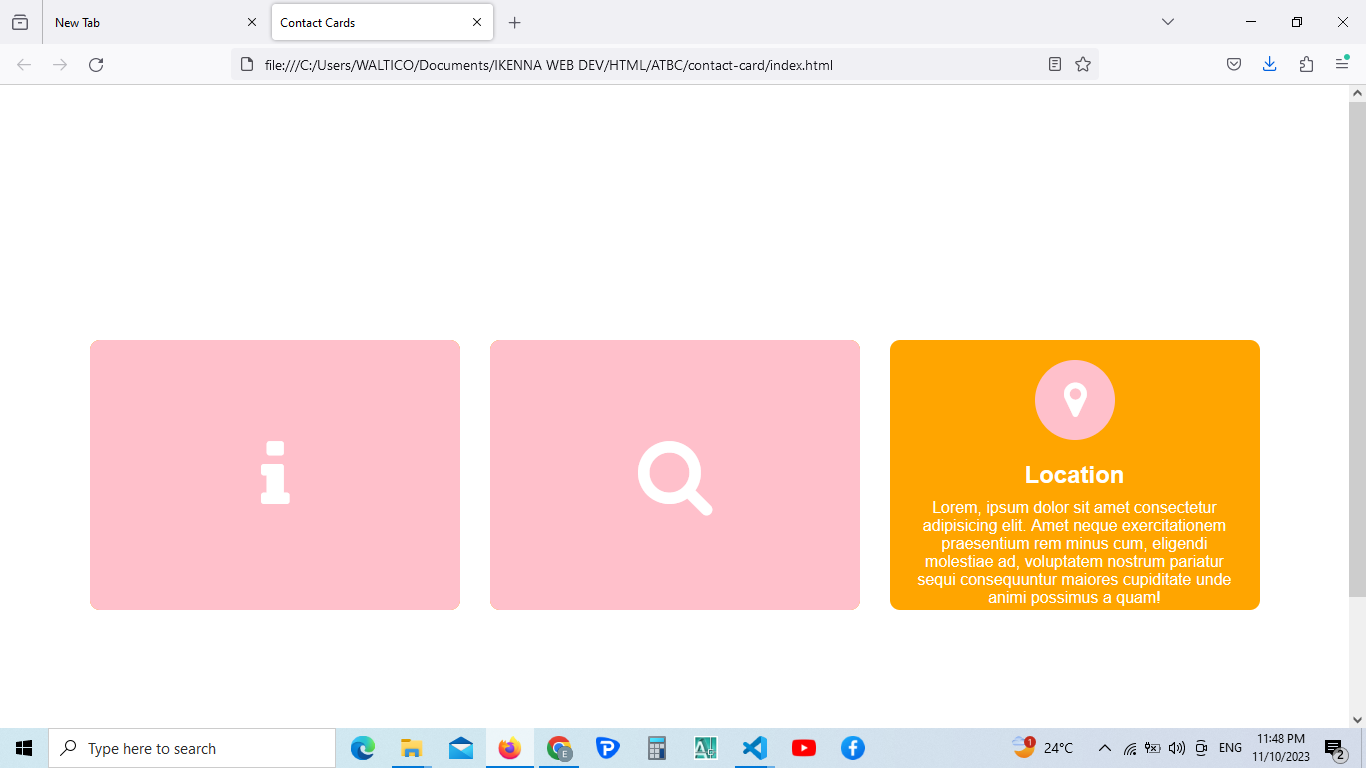 New Tab
Contact Cards
file:///C:/Users/WALTICO/Documents/IKENNA WEB DEV/HTML/ATBC/contact-card/index.html
Location
Lorem, ipsum dolor sit amet consectetur
adipisicing elit. Amet neque exercitationem
praesentium rem minus cum, eligendi
molestiae ad, voluptatem nostrum pariatur
sequi consequuntur maiores cupiditate unde
animi possimus a quam!
Type here to search
E
1
24°C
ENG
11:48 PM
11/10/2023
2